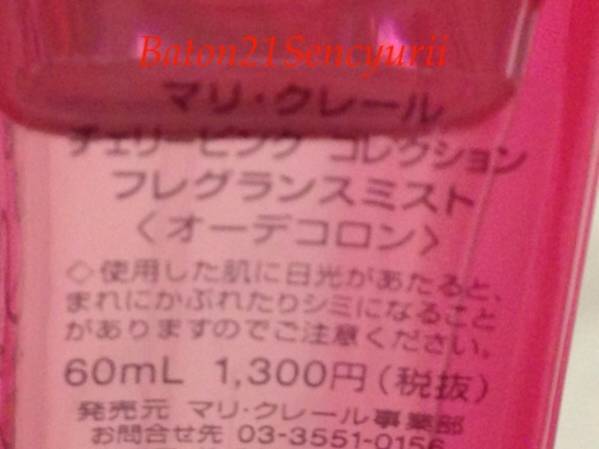 Baton21Sencyurii
マリ・クレール
チェリーピンク コレクション
フレグランスミスト
〈オーデコロン〉
◇使用した肌に日光があたると、
まれにかぶれたりシミになること
がありますのでご注意ください。
60mL 1,300円(税抜)
発売元 マリ・クレール事業部
お問合せ先 03-3551-0156